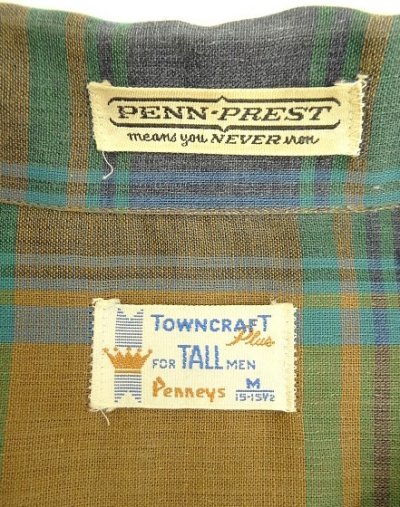 PENN-PREST
means you NEVER iron
TOWNCRAFT
Plus
FOR TALL MEN
Penneys M
15-15½